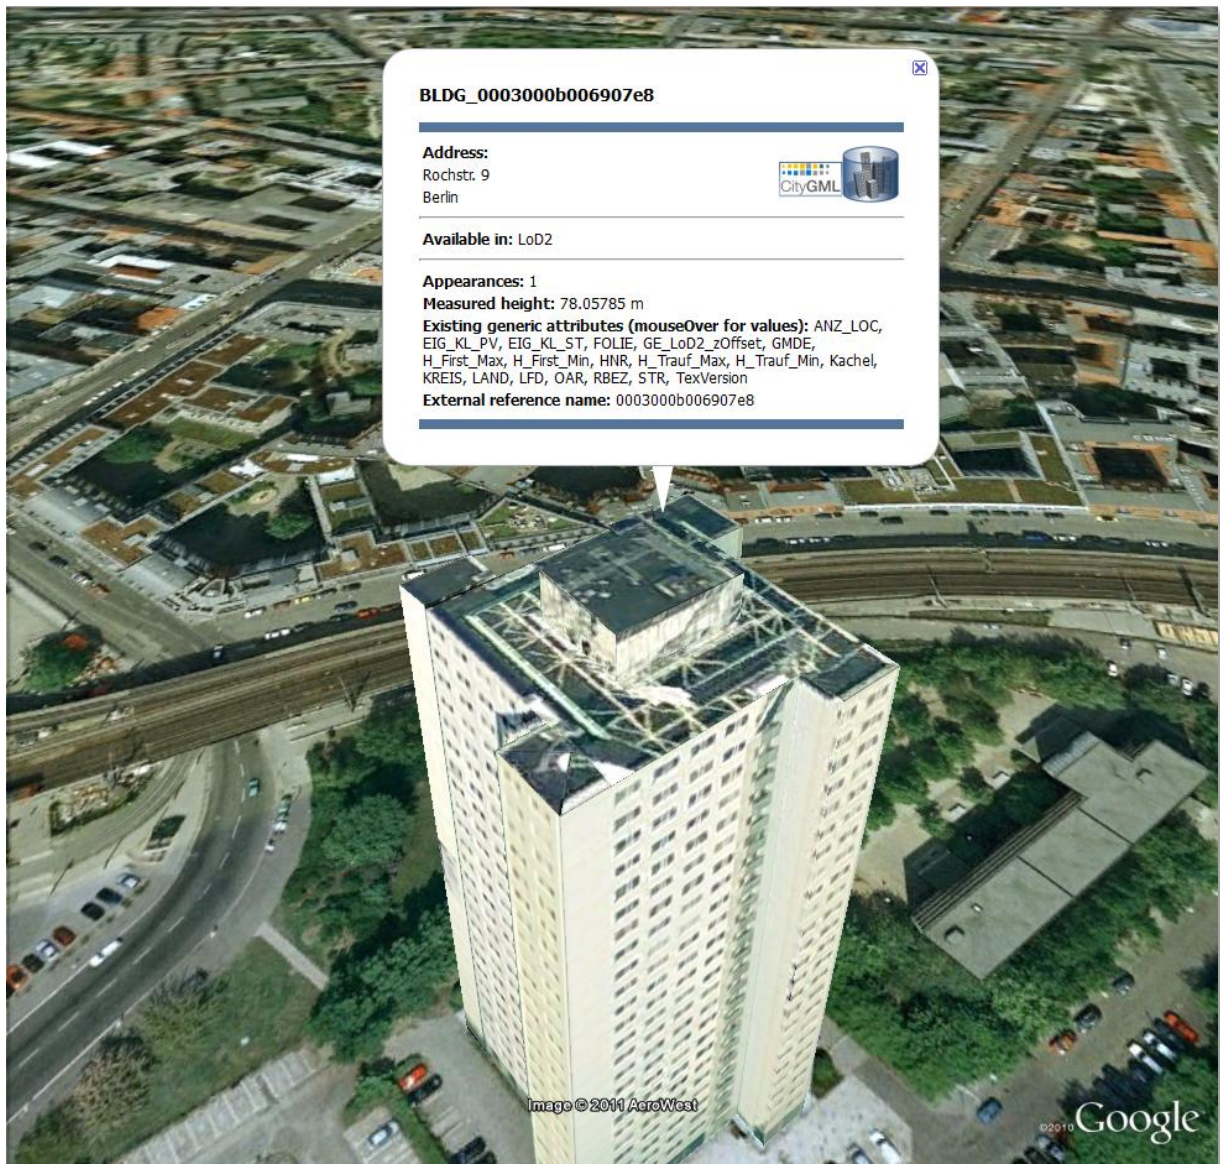 BLDG_0003000b006907e8
Address:
Rochstr. 9
Berlin
CityGML
Available in: LoD2
Appearances: 1
Measured height: 78.05785 m
Existing generic attributes (mouseOver for values): ANZ_LOC,
EIG_KL_PV, EIG_KL_ST, FOLIE, GE_LoD2_zOffset, GMDE,
H_First_Max, H_First_Min, HNR, H_Trauf_Max, H_Trauf_Min, Kachel,
KREIS, LAND, LFD, OAR, RBEZ, STR, TexVersion
External reference name: 0003000b006907e8
Image © 2011 AeroWest
©2010 Google